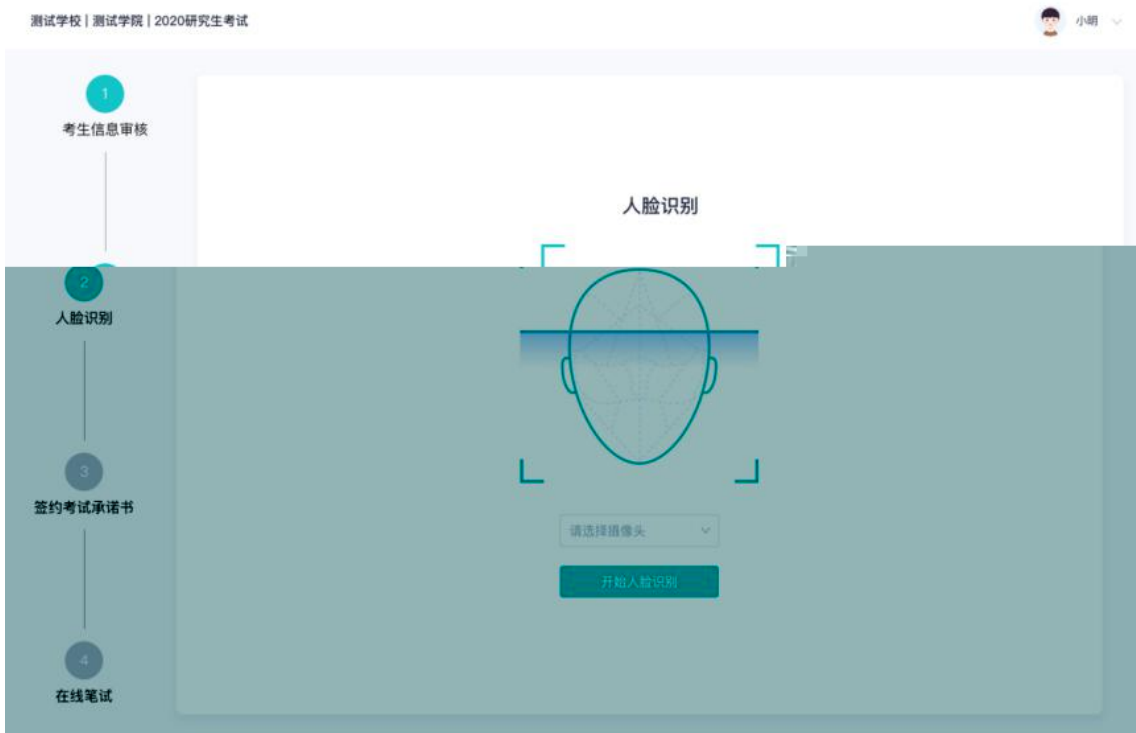 测试学校 | 测试学院 | 2020研究生考试
小明
1
考生信息审核
人脸识别
2
人脸识别
3
签约考试承诺书
请选择摄像头
开始人脸识别
4
在线笔试